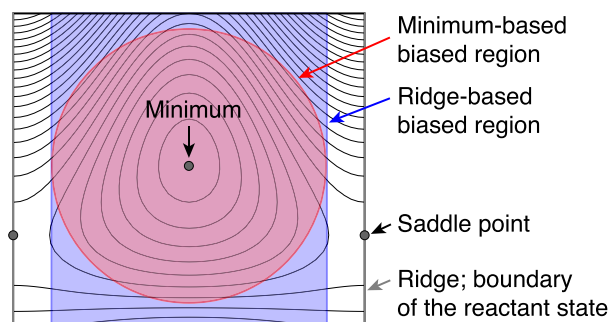 Minimum-based
biased region
Ridge-based
biased region
Minimum
Saddle point
Ridge; boundary
of the reactant state